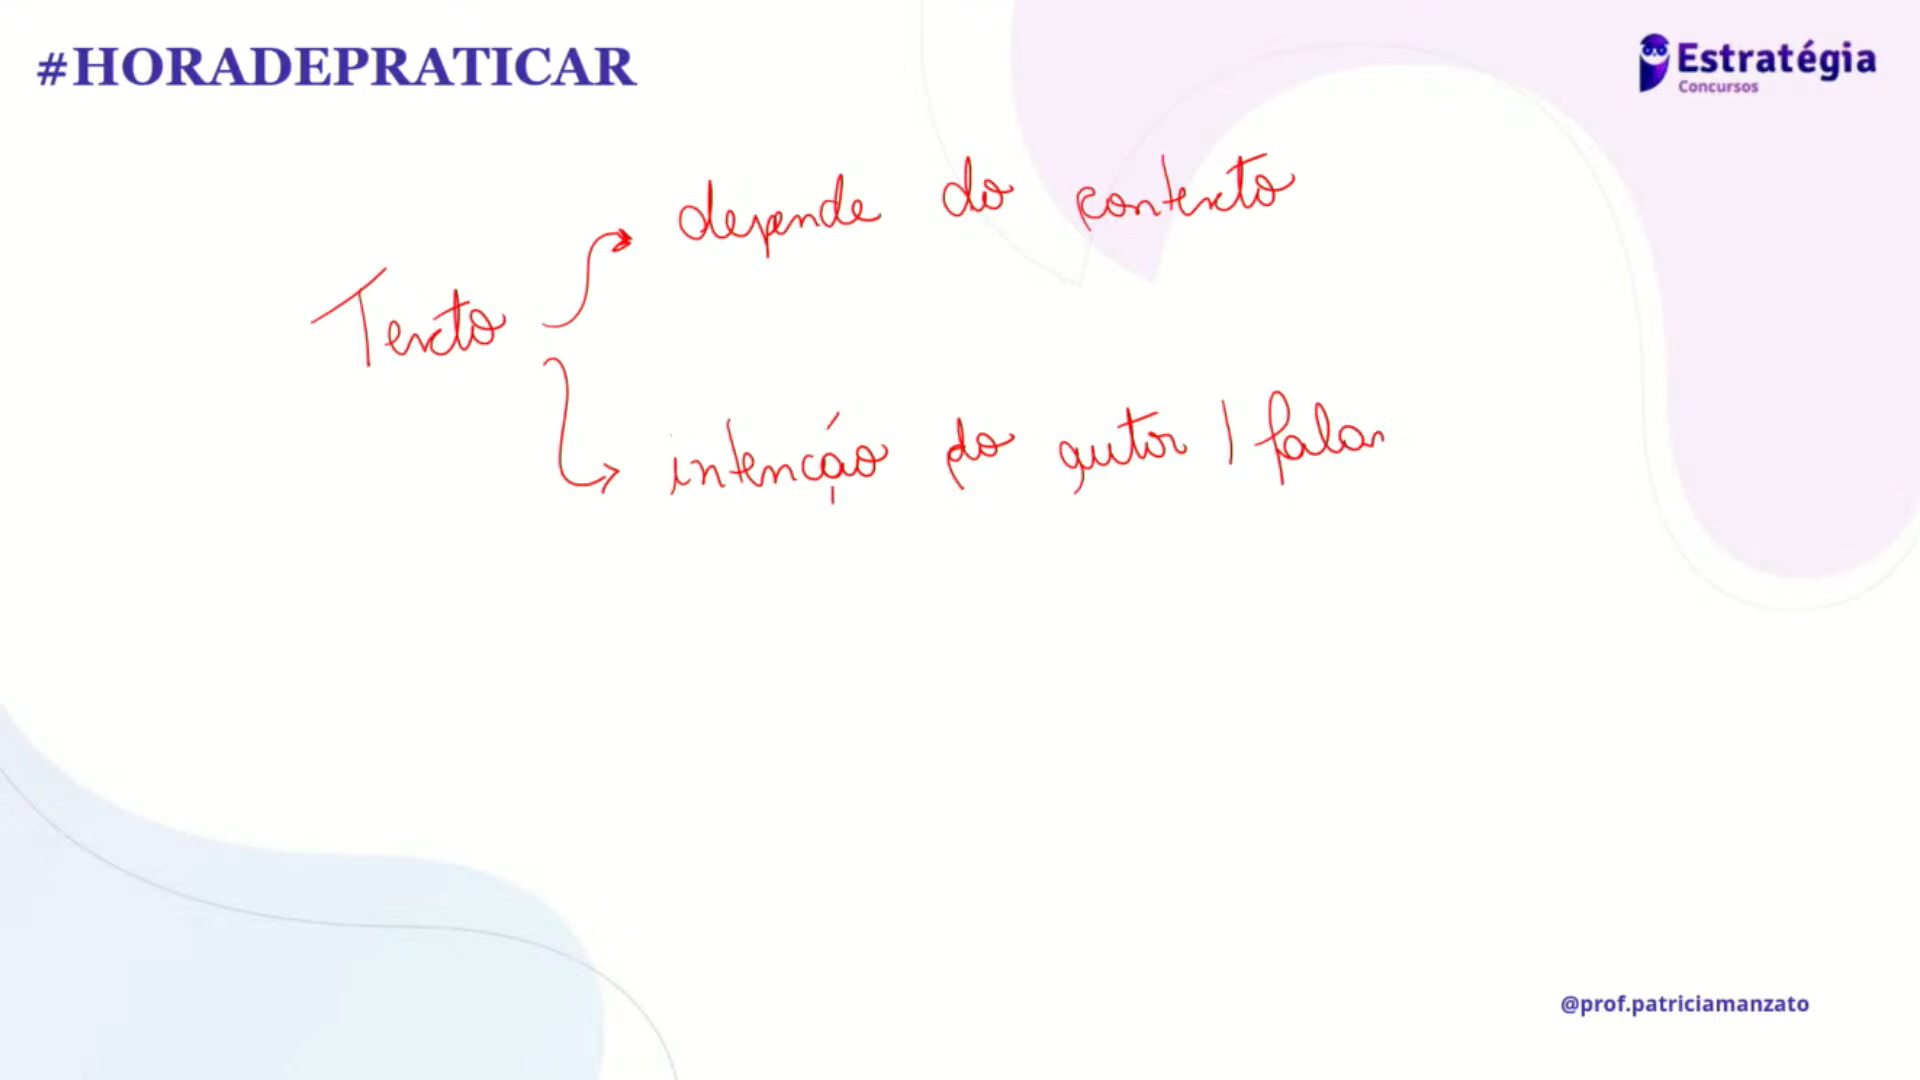 #HORADEPRATICAR
Estratégia
Concursos
depende do contexto
Texto
intenção do autor / falan
@prof.patriciamanzato